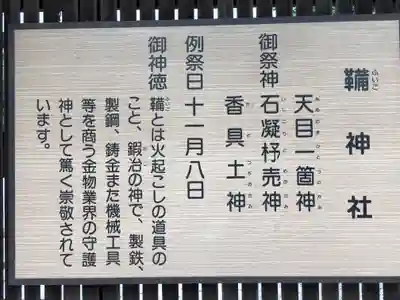 鞴神社
御祭神 天目一箇神
石凝杼売神
香具土神
例祭日 十一月八日
御神徳 鞴とは火起こしの道具の
こと、鍛冶の神で、製鉄、
製鋼、鋳金また機械工具
等を商う金物業界の守護
神として篤く崇敬されて
います。